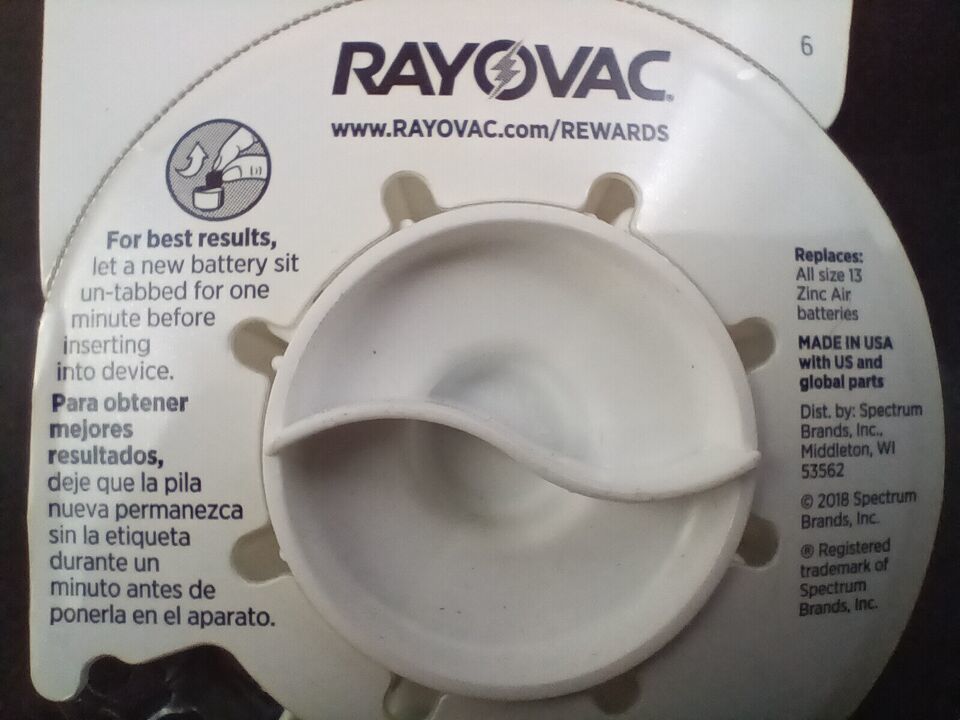 6
RAYOVAC®
www.RAYOVAC.com/REWARDS
For best results,
let a new battery sit
un-tabbed for one
minute before
inserting
into device.
Para obtener
mejores
resultados,
deje que la pila
nueva permanezca
sin la etiqueta
durante un
minuto antes de
ponerla en el aparato.
Replaces:
All size 13
Zinc Air
batteries
MADE IN USA
with US and
global parts
Dist. by: Spectrum
Brands, Inc.,
Middleton, WI
53562
© 2018 Spectrum
Brands, Inc.
® Registered
trademark of
Spectrum
Brands, Inc.